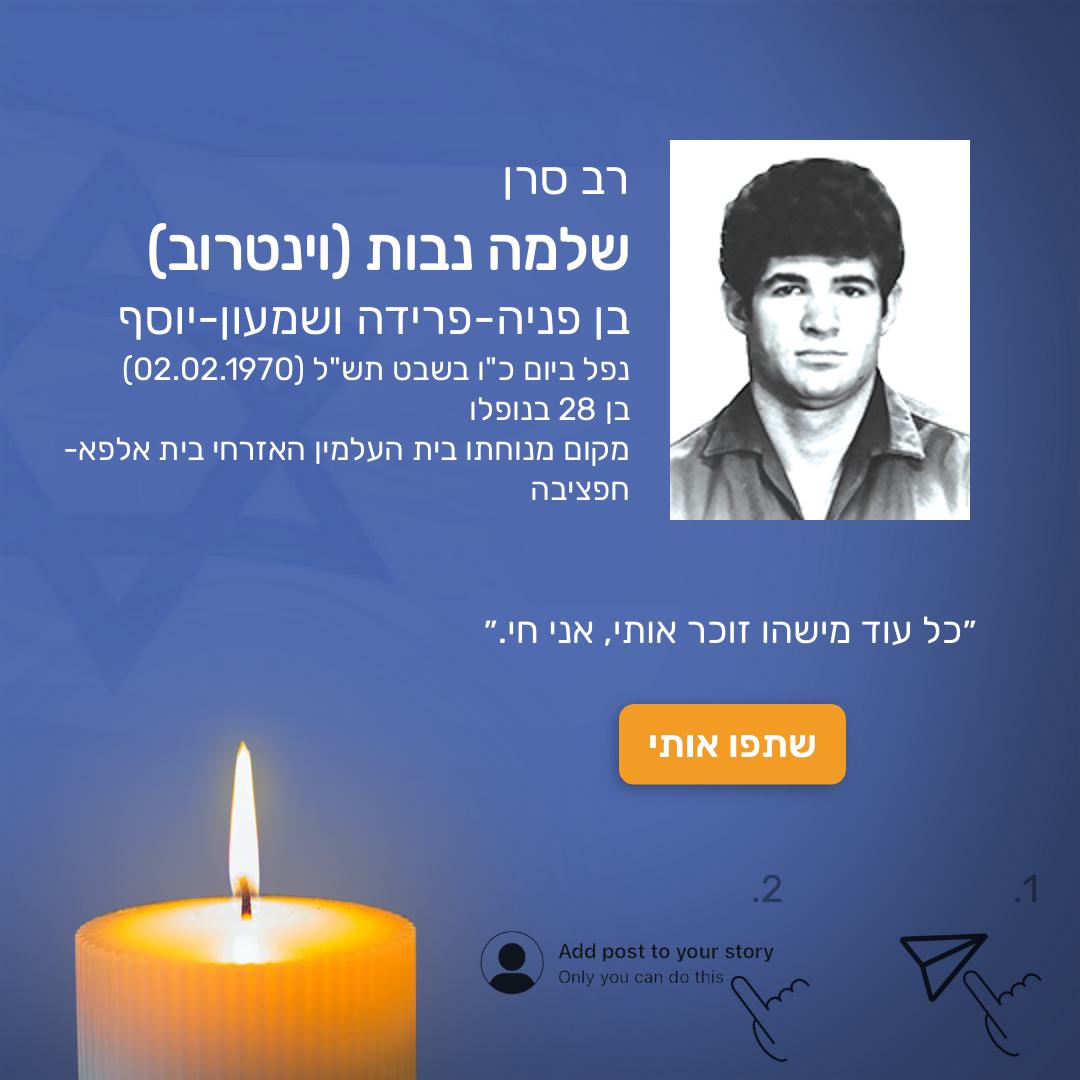 רב סרן
שלמה נבות (וינטרוב)
בן פניה-פרידה ושמעון-יוסף
נפל ביום כ"ו בשבט תש"ל (02.02.1970)
בן 28 בנופלו
מקום מנוחתו בית העלמין האזרחי בית אלפא-
חפציבה
״כל עוד מישהו זוכר אותי, אני חי.״
שתפו אותי
1.
2.
Add post to your story
Only you can do this